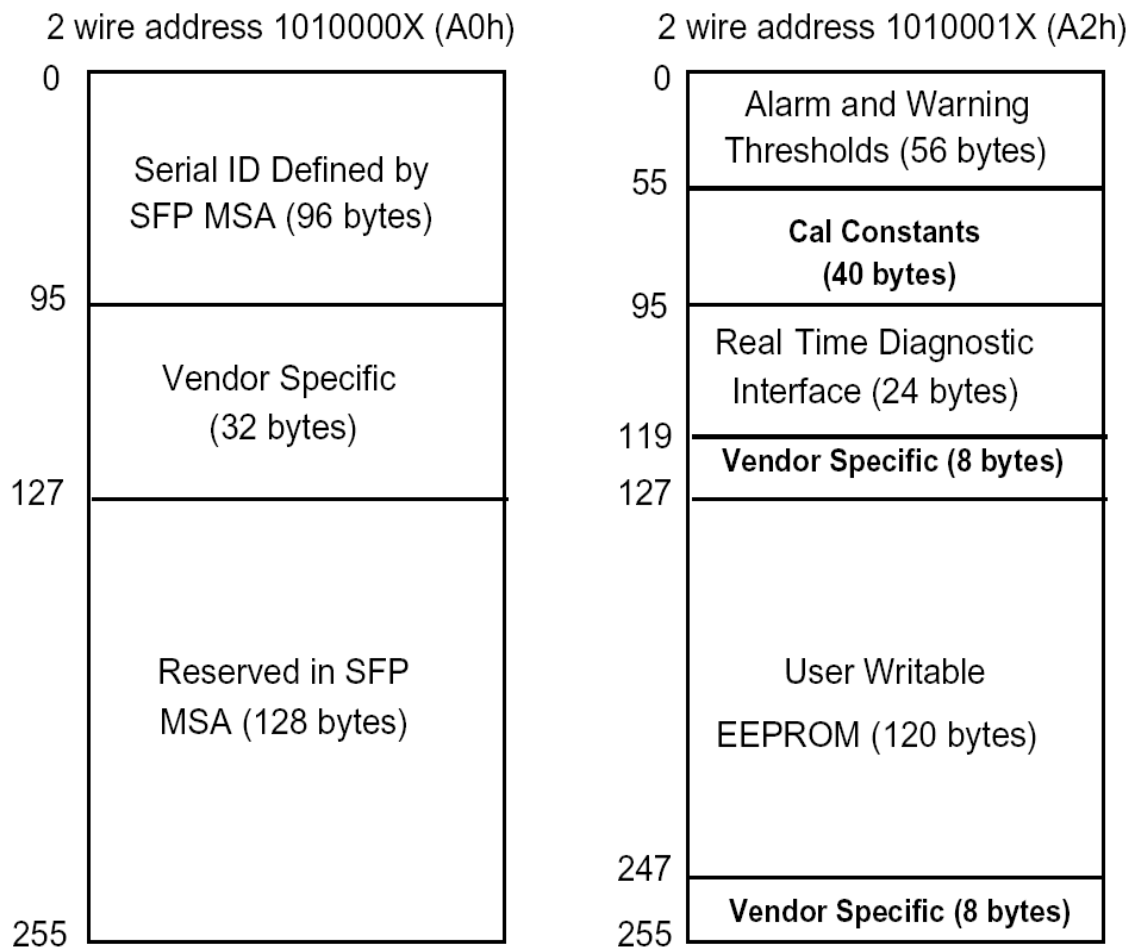 2 wire address 1010000X (A0h)
0
Serial ID Defined by
SFP MSA (96 bytes)
95
Vendor Specific
(32 bytes)
127
Reserved in SFP
MSA (128 bytes)
255
2 wire address 1010001X (A2h)
0
Alarm and Warning
Thresholds (56 bytes)
55
Cal Constants
(40 bytes)
95
Real Time Diagnostic
Interface (24 bytes)
119
Vendor Specific (8 bytes)
127
User Writable
EEPROM (120 bytes)
247
Vendor Specific (8 bytes)
255